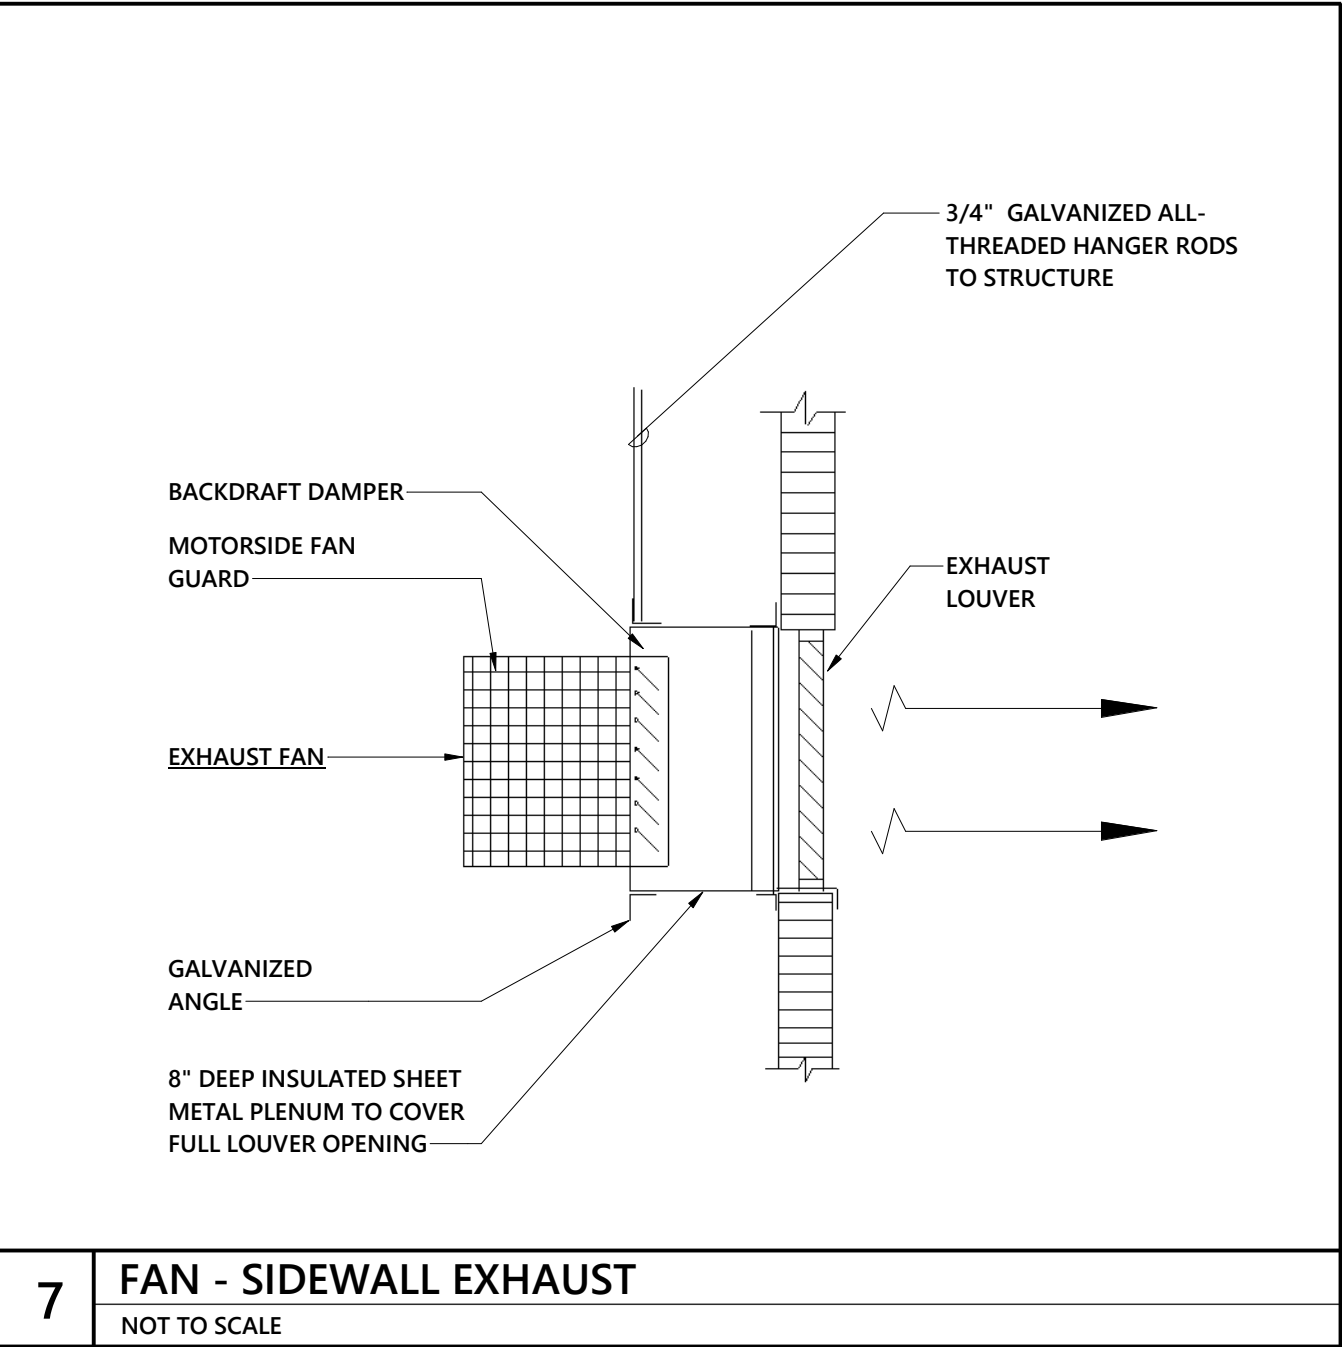 3/4"  GALVANIZED ALL-
THREADED HANGER RODS
TO STRUCTURE
BACKDRAFT DAMPER
MOTORSIDE FAN
GUARD
EXHAUST
LOUVER
EXHAUST FAN
GALVANIZED
ANGLE
8" DEEP INSULATED SHEET
METAL PLENUM TO COVER
FULL LOUVER OPENING
7
FAN - SIDEWALL EXHAUST
NOT TO SCALE